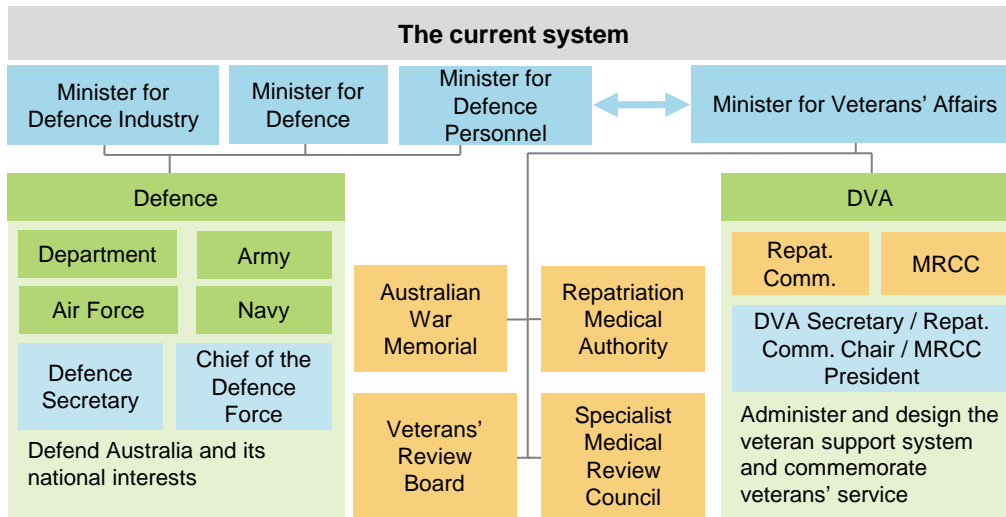 The current system
Minister for
Defence Industry
Minister for
Defence
Minister for
Defence
Personnel
Minister for Veterans’ Affairs
Defence
Department
Army
Air Force
Navy
Defence
Secretary
Chief of the
Defence
Force
Defend Australia and its
national interests
Australian
War
Memorial
Repatriation
Medical
Authority
Veterans’
Review
Board
Specialist
Medical
Review
Council
DVA
Repat.
Comm.
MRCC
DVA Secretary / Repat.
Comm. Chair / MRCC
President
Administer and design the
veteran support system
and commemorate
veterans’ service